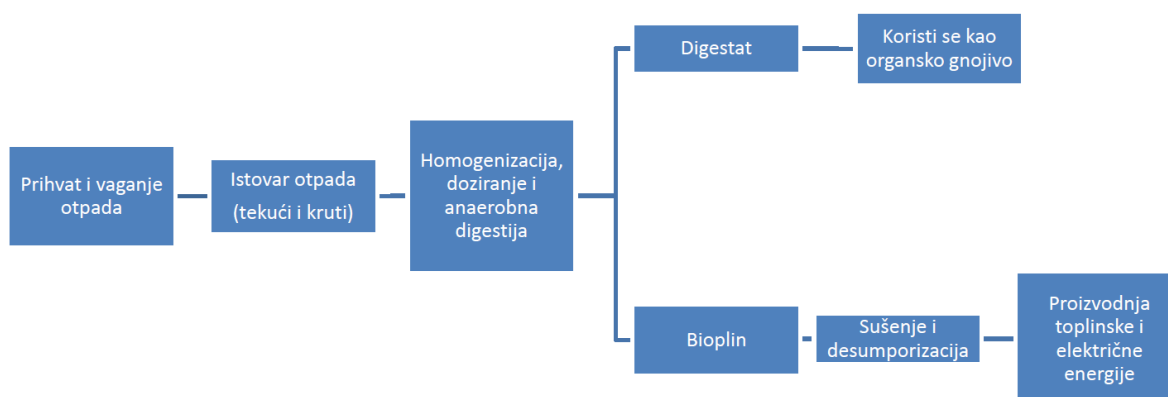 Prihvat i vaganje
otpada
Istovar otpada
(tekući i kruti)
Homogenizacija,
doziranje i
anaerobna
digestija
Digestat
Koristi se kao
organsko gnojivo
Bioplin
Sušenje i
desumporizacija
Proizvodnja
toplinske i
električne
energije